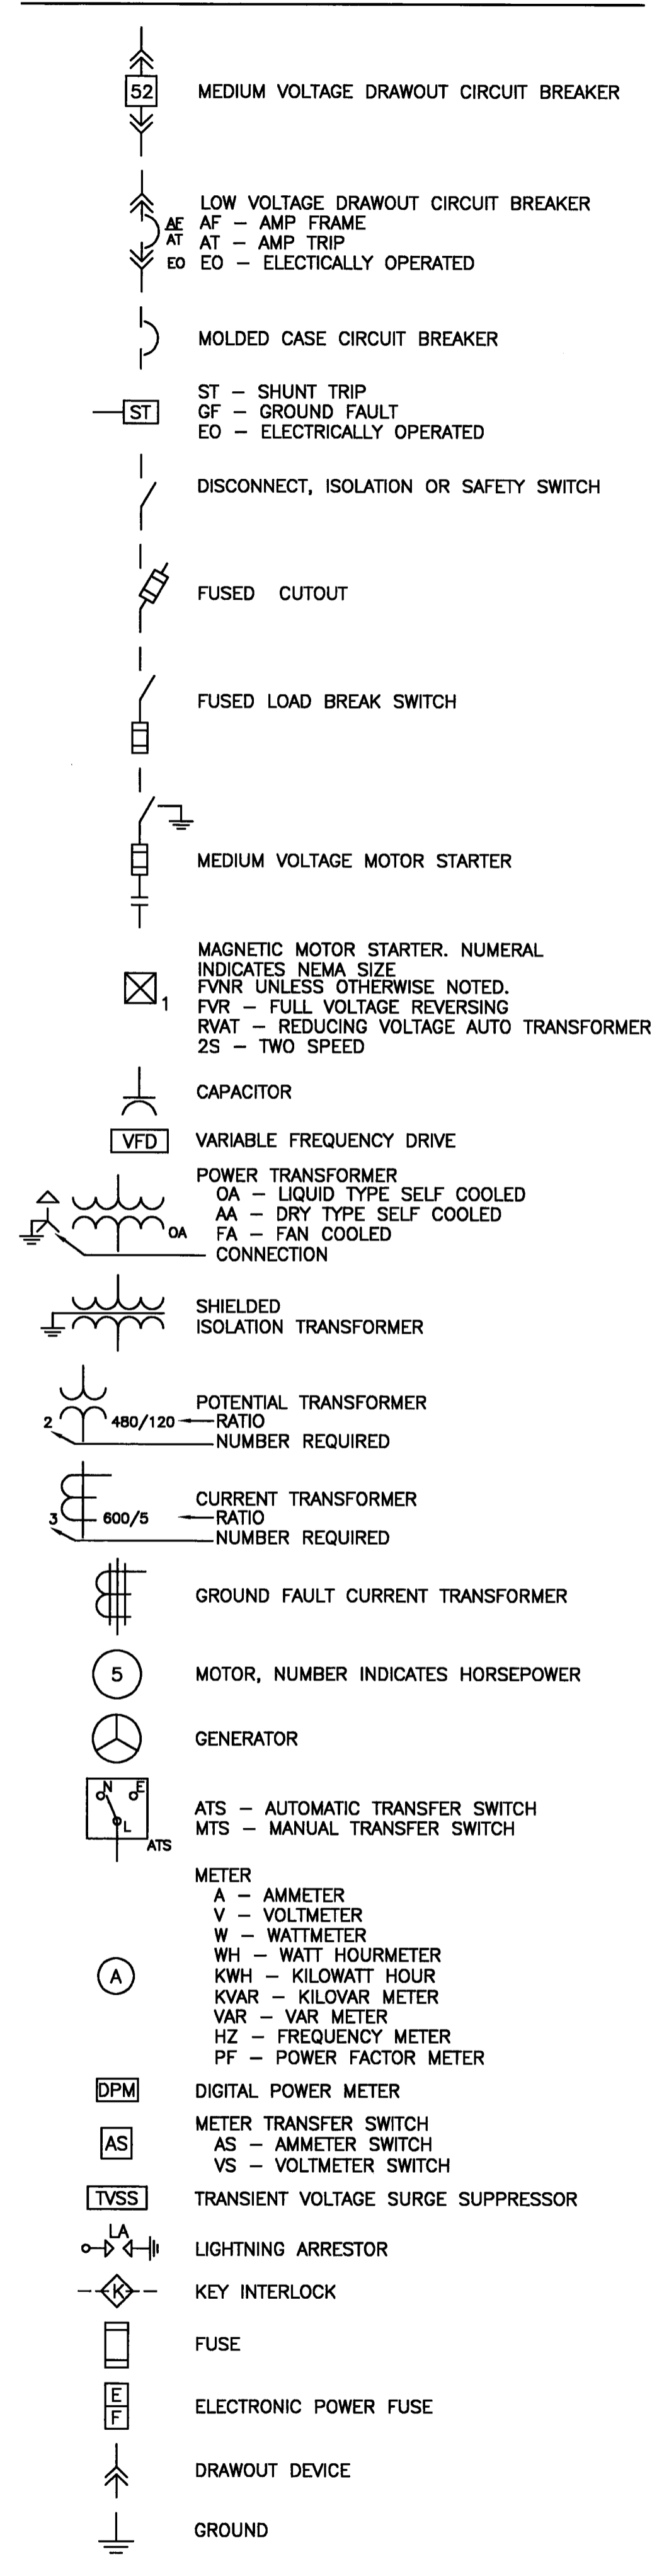 52 MEDIUM VOLTAGE DRAWOUT CIRCUIT BREAKER
LOW VOLTAGE DRAWOUT CIRCUIT BREAKER
AF AF – AMP FRAME
AT AT – AMP TRIP
EO EO – ELECTICALLY OPERATED
MOLDED CASE CIRCUIT BREAKER
ST – SHUNT TRIP
ST GF – GROUND FAULT
EO – ELECTRICALLY OPERATED
DISCONNECT, ISOLATION OR SAFETY SWITCH
FUSED CUTOUT
FUSED LOAD BREAK SWITCH
MEDIUM VOLTAGE MOTOR STARTER
MAGNETIC MOTOR STARTER. NUMERAL
INDICATES NEMA SIZE
FVNR UNLESS OTHERWISE NOTED.
1 FVR – FULL VOLTAGE REVERSING
RVAT – REDUCING VOLTAGE AUTO TRANSFORMER
2S – TWO SPEED
CAPACITOR
VFD VARIABLE FREQUENCY DRIVE
POWER TRANSFORMER
OA – LIQUID TYPE SELF COOLED
AA – DRY TYPE SELF COOLED
OA FA – FAN COOLED
CONNECTION
SHIELDED
ISOLATION TRANSFORMER
POTENTIAL TRANSFORMER
2 480/120 RATIO
NUMBER REQUIRED
CURRENT TRANSFORMER
3 600/5 RATIO
NUMBER REQUIRED
GROUND FAULT CURRENT TRANSFORMER
5 MOTOR, NUMBER INDICATES HORSEPOWER
GENERATOR
N E
ATS – AUTOMATIC TRANSFER SWITCH
L MTS – MANUAL TRANSFER SWITCH
ATS
METER
A – AMMETER
V – VOLTMETER
W – WATTMETER
WH – WATT HOURMETER
A KWH – KILOWATT HOUR
KVAR – KILOVAR METER
VAR – VAR METER
HZ – FREQUENCY METER
PF – POWER FACTOR METER
DPM DIGITAL POWER METER
METER TRANSFER SWITCH
AS AS – AMMETER SWITCH
VS – VOLTMETER SWITCH
TVSS TRANSIENT VOLTAGE SURGE SUPPRESSOR
LA
LIGHTNING ARRESTOR
K KEY INTERLOCK
FUSE
E
F ELECTRONIC POWER FUSE
DRAWOUT DEVICE
GROUND